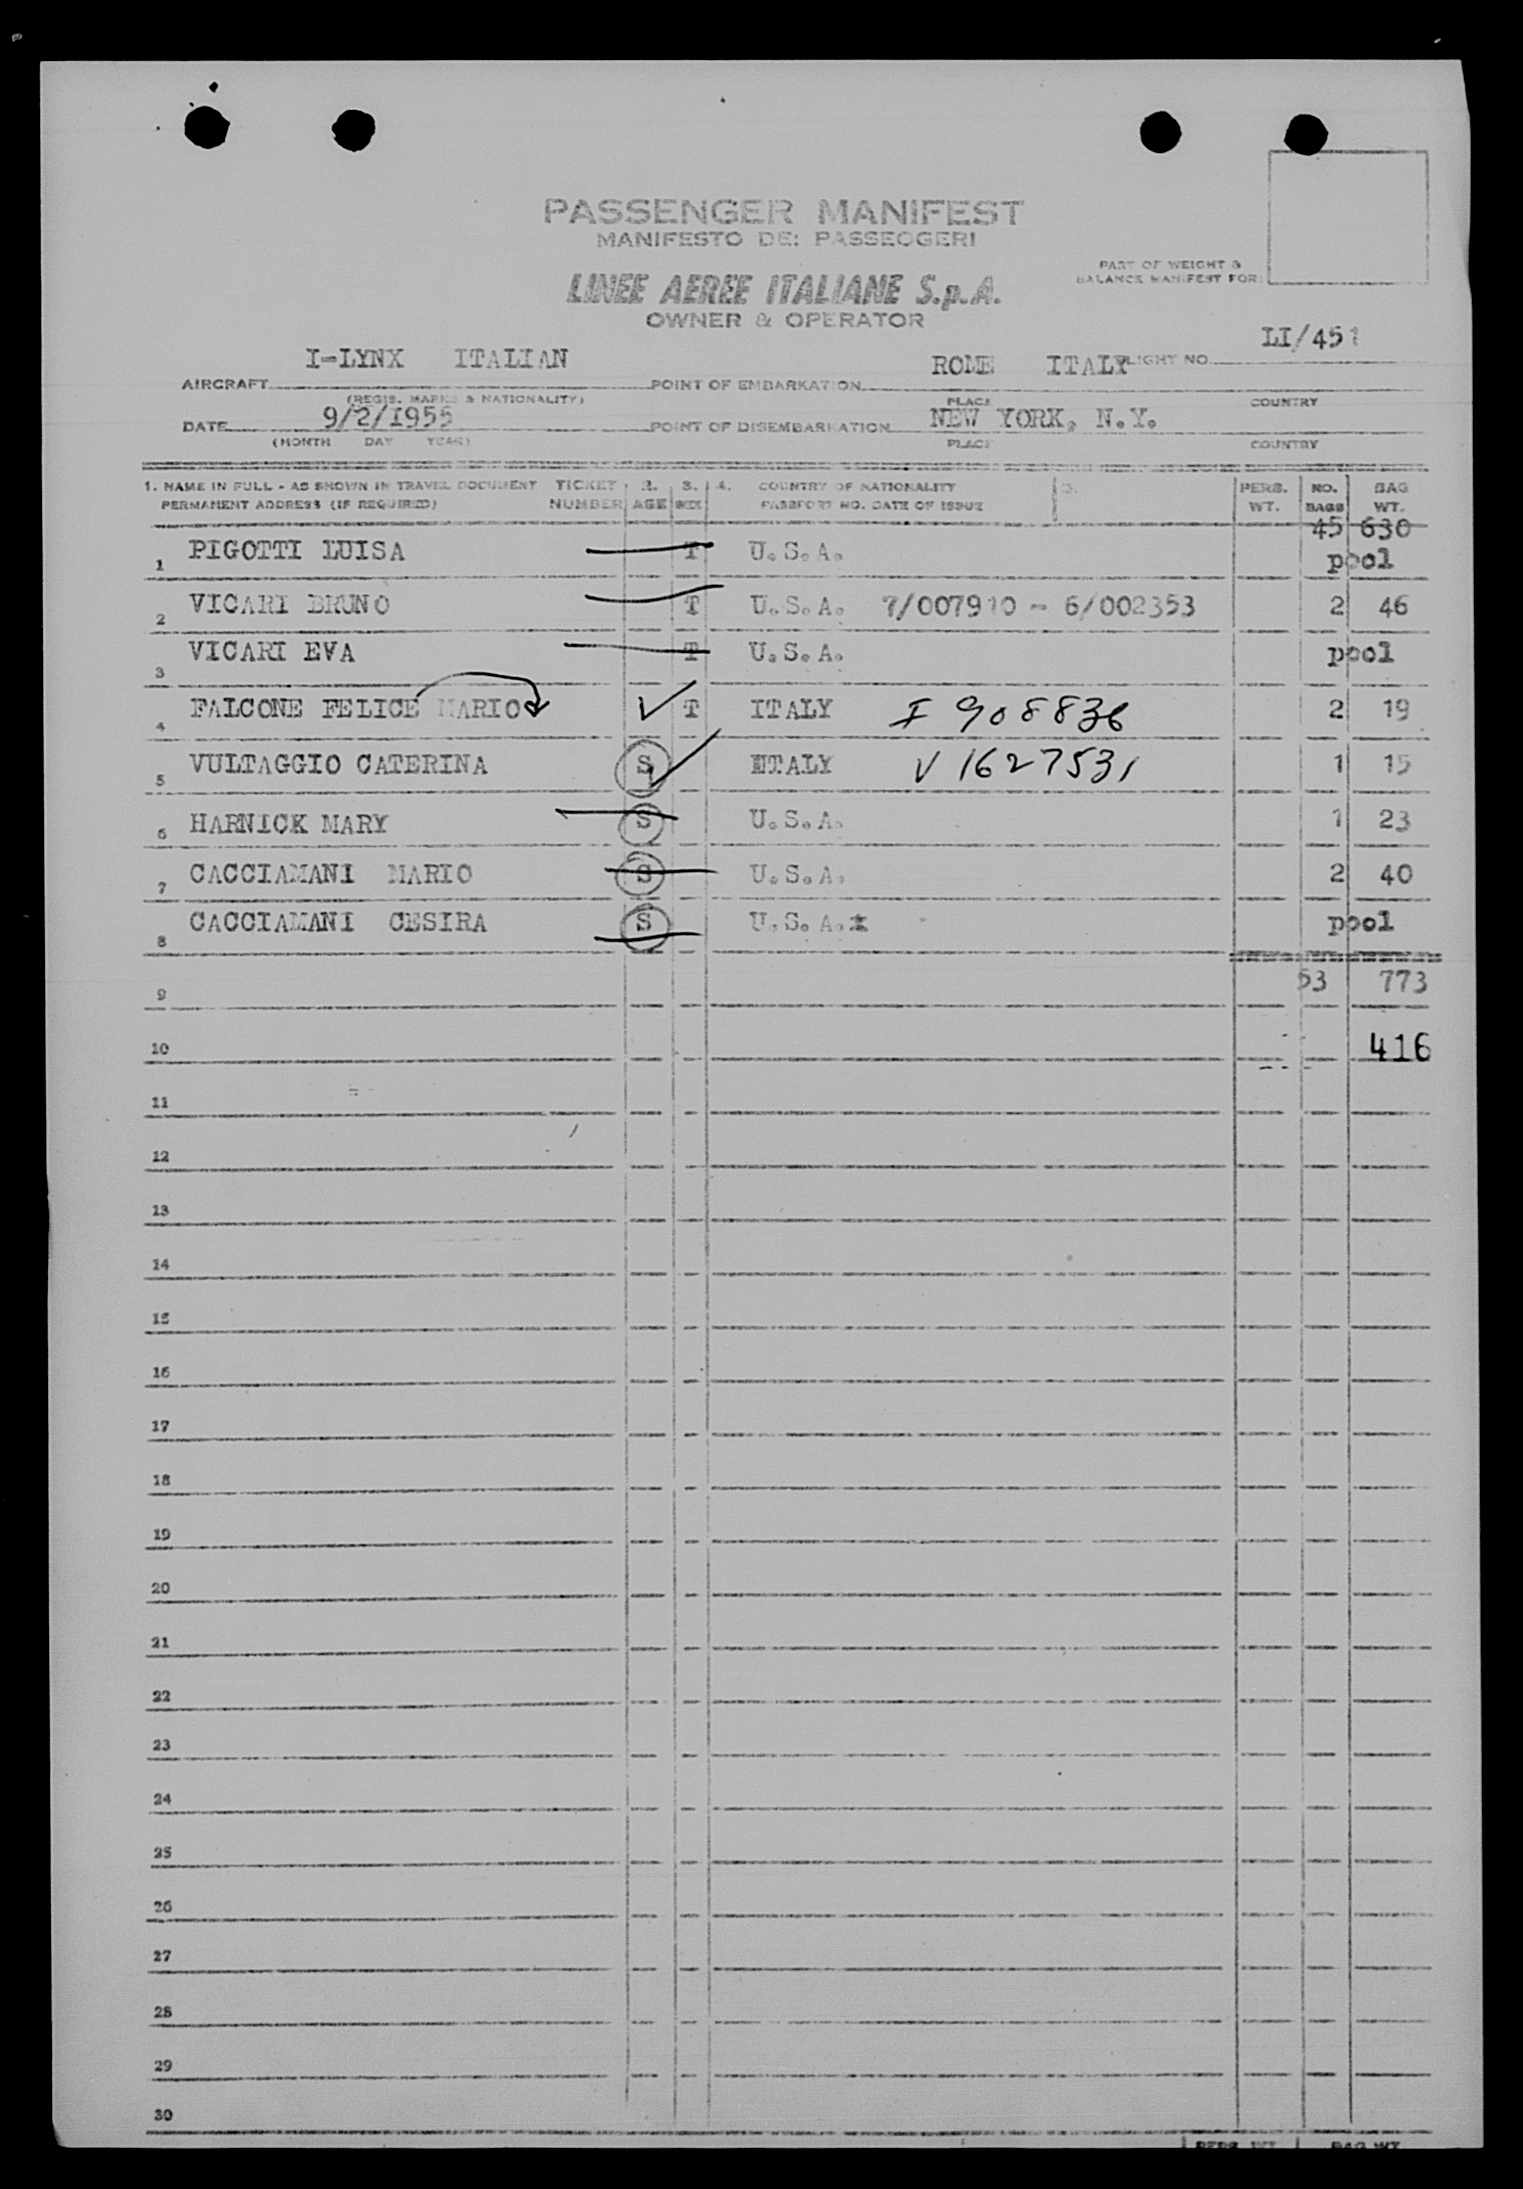 PASSENGER MANIFEST
MANIFESTO DEI PASSEGGERI
LINEE AEREE ITALIANE S.p.A.
OWNER & OPERATOR
PART OF WEIGHT &
BALANCE MANIFEST FOR:
AIRCRAFT I-LYNX ITALIAN POINT OF EMBARKATION ROME ITALY FLIGHT NO. LI/451
(REGIS. MARKS & NATIONALITY) PLACE COUNTRY
DATE 9/2/1955 POINT OF DISEMBARKATION NEW YORK, N.Y.
(MONTH DAY YEAR) PLACE COUNTRY
1. NAME IN FULL - AS SHOWN IN TRAVEL DOCUMENT TICKET 2. 3. 4. COUNTRY OF NATIONALITY 5. PERS. NO. BAG
PERMANENT ADDRESS (IF REQUIRED) NUMBER AGE SEX PASSPORT NO. DATE OF ISSUE WT. BAGS WT.
45 630
1 PIGOTTI LUISA T U.S.A. pool
2 VICARI BRUNO T U.S.A. 7/007910 - 6/002353 2 46
3 VICARI EVA T U.S.A. pool
4 FALCONE FELICE MARIO T ITALY I 908836 2 19
5 VULTAGGIO CATERINA S ITALY V 1627531 1 15
6 HARNICK MARY S U.S.A. 1 23
7 CACCIAMANI MARIO S U.S.A. 2 40
8 CACCIAMANI CESIRA S U.S.A. pool
9 53 773
10 416
11
12
13
14
15
16
17
18
19
20
21
22
23
24
25
26
27
28
29
30
PERS. WT. BAG WT.